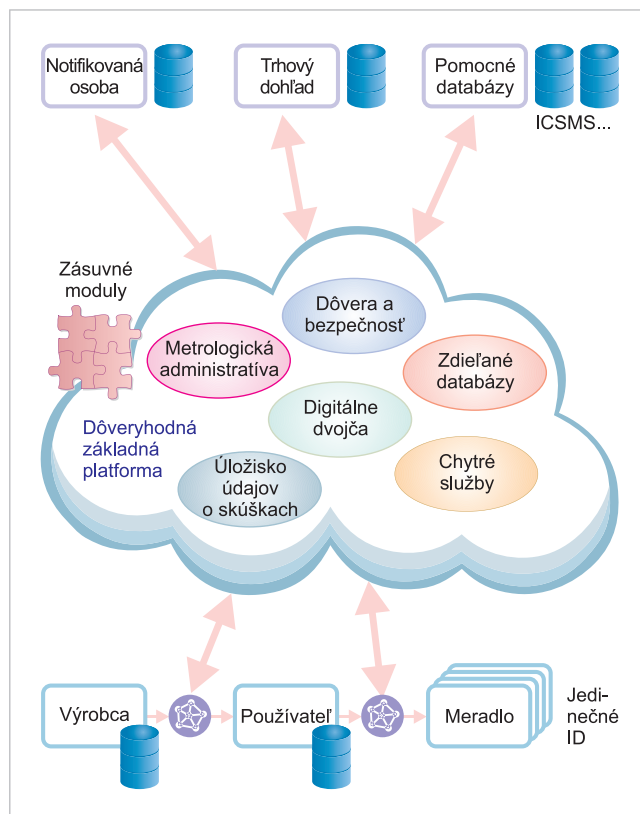 Notifikovaná
osoba
Trhový
dohľad
Pomocné
databázy
ICSMS...
Zásuvné
moduly
Dôvera a
bezpečnosť
Metrologická
administratíva
Zdieľané
databázy
Digitálne
dvojča
Dôveryhodná
základná
platforma
Úložisko
údajov
o skúškach
Chytré
služby
Výrobca
Používateľ
Meradlo
Jedi-
nečné
ID